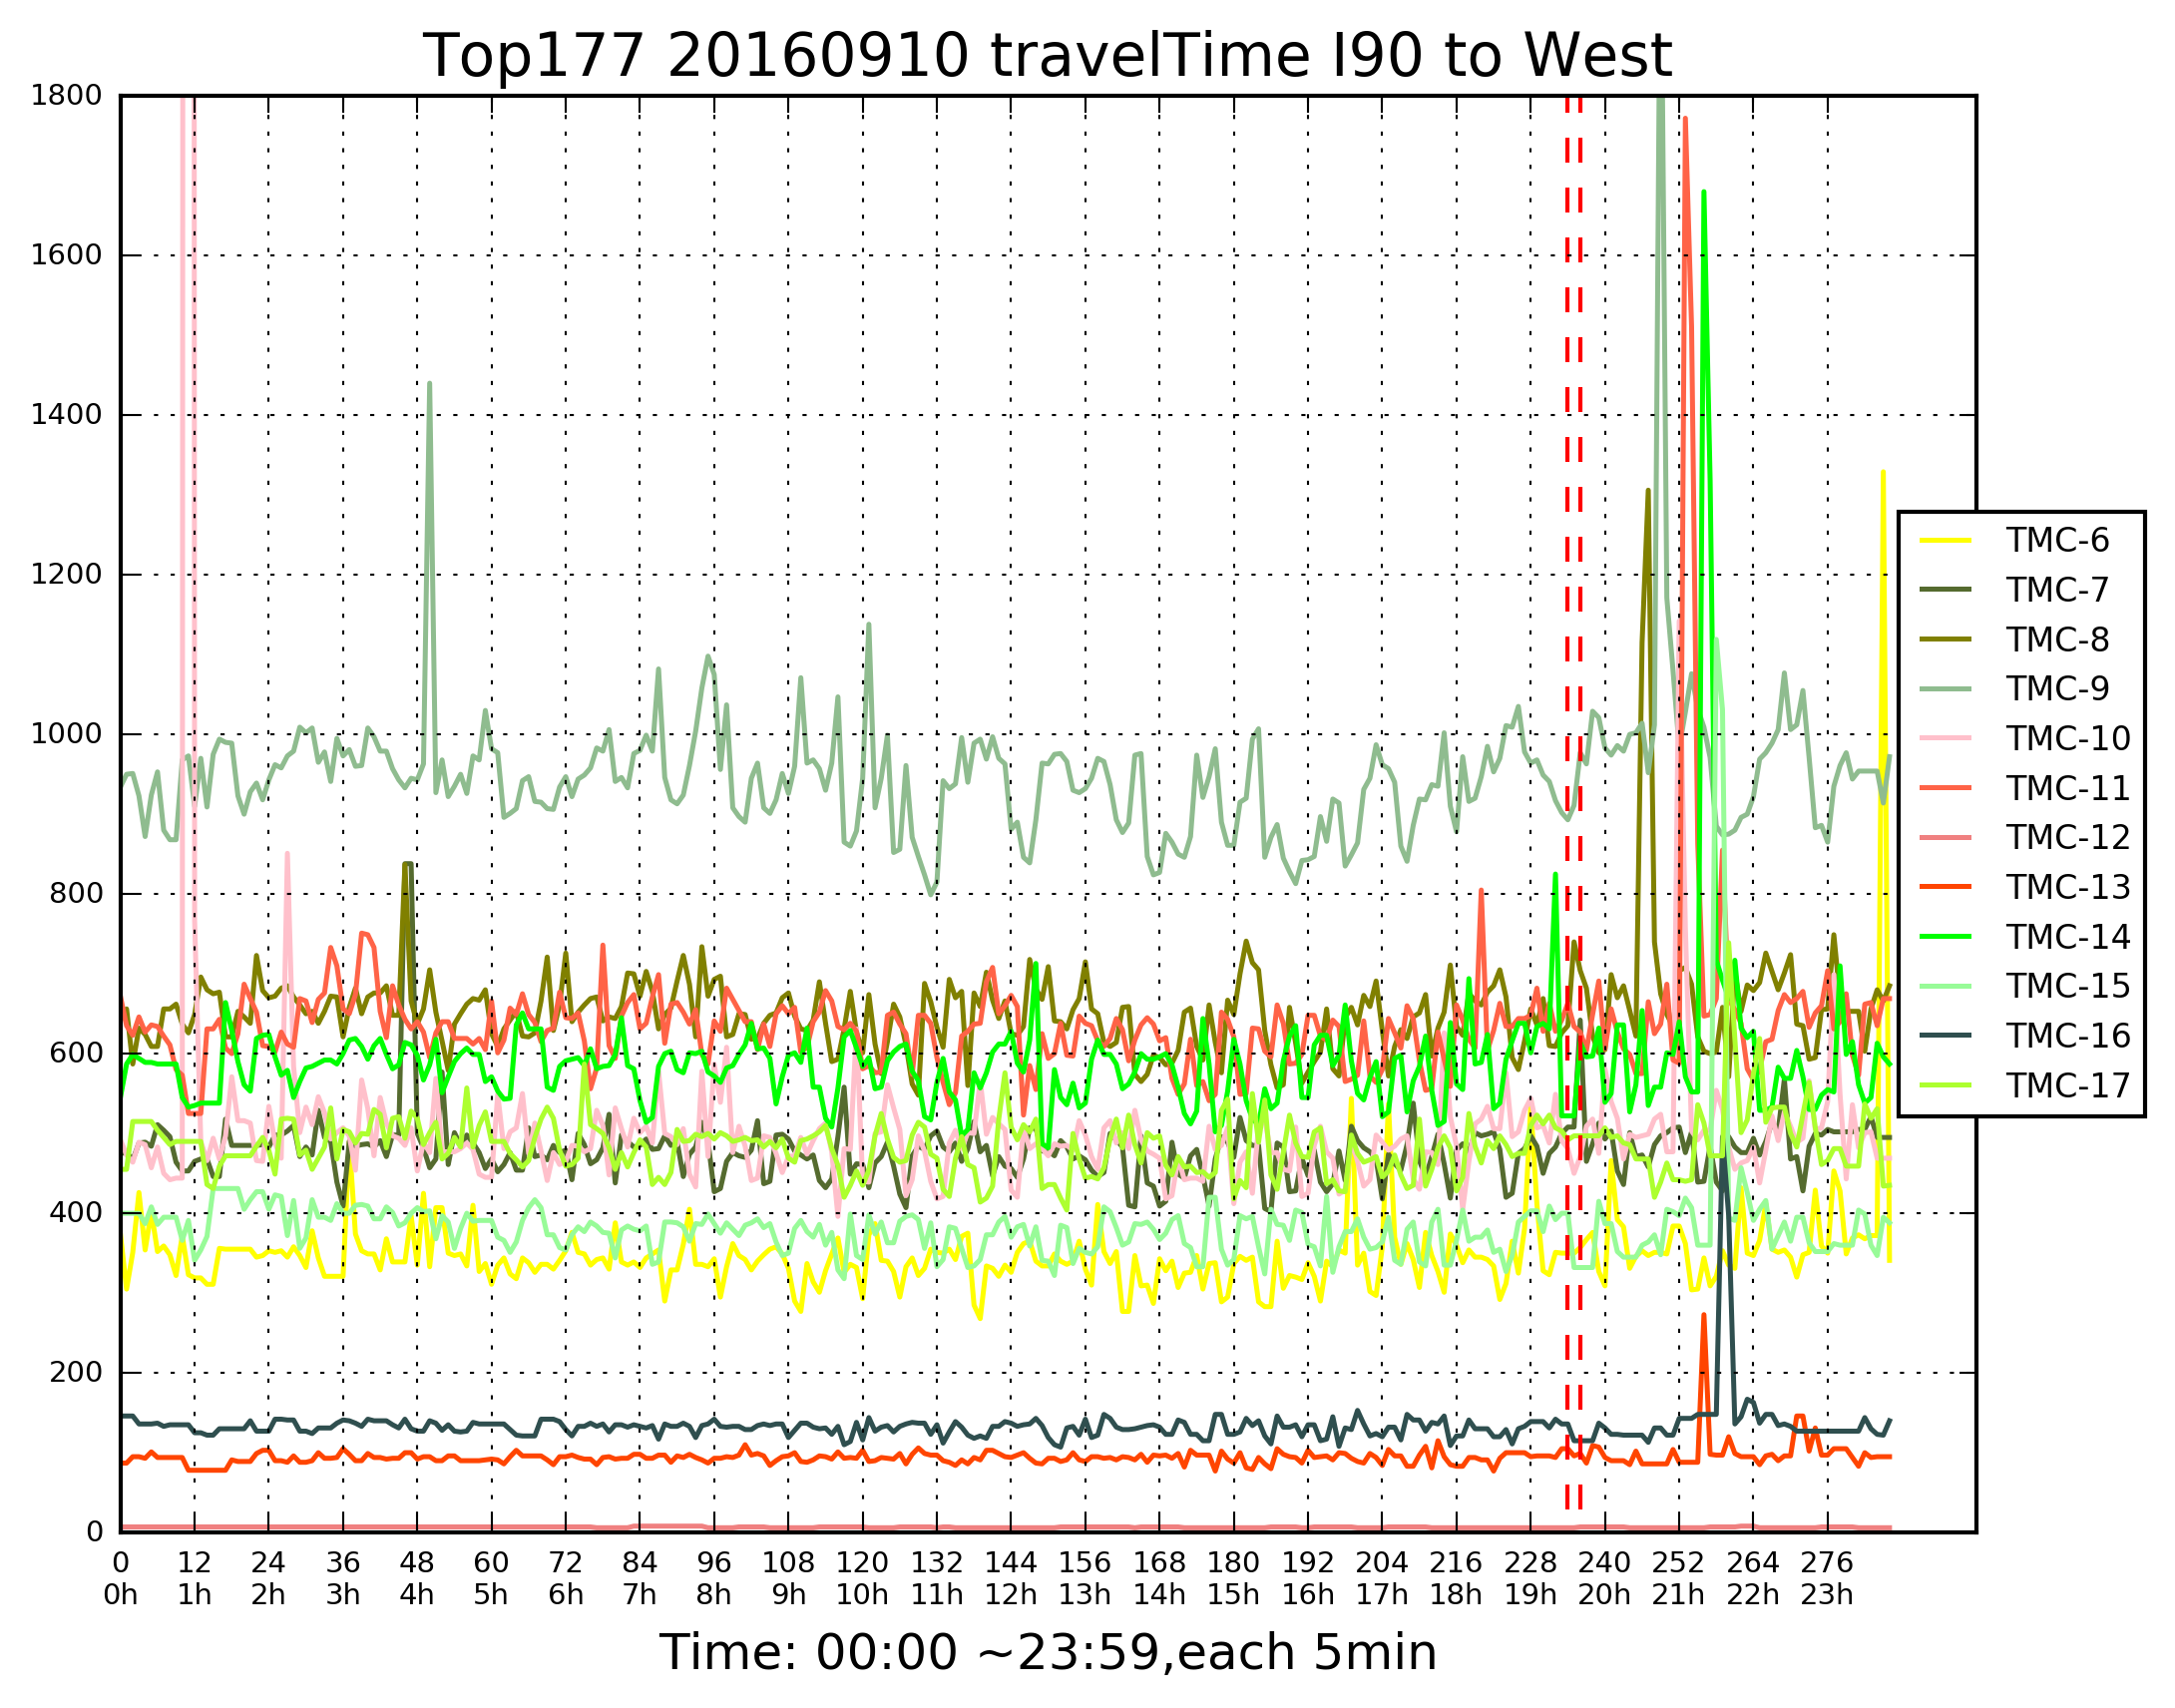 Top177 20160910 travelTime I90 to West
1800
1600
1400
1200
1000
800
600
400
200
0
0 12 24 36 48 60 72 84 96 108 120 132 144 156 168 180 192 204 216 228 240 252 264 276
0h 1h 2h 3h 4h 5h 6h 7h 8h 9h 10h 11h 12h 13h 14h 15h 16h 17h 18h 19h 20h 21h 22h 23h
Time: 00:00 ~23:59,each 5min
TMC-6
TMC-7
TMC-8
TMC-9
TMC-10
TMC-11
TMC-12
TMC-13
TMC-14
TMC-15
TMC-16
TMC-17